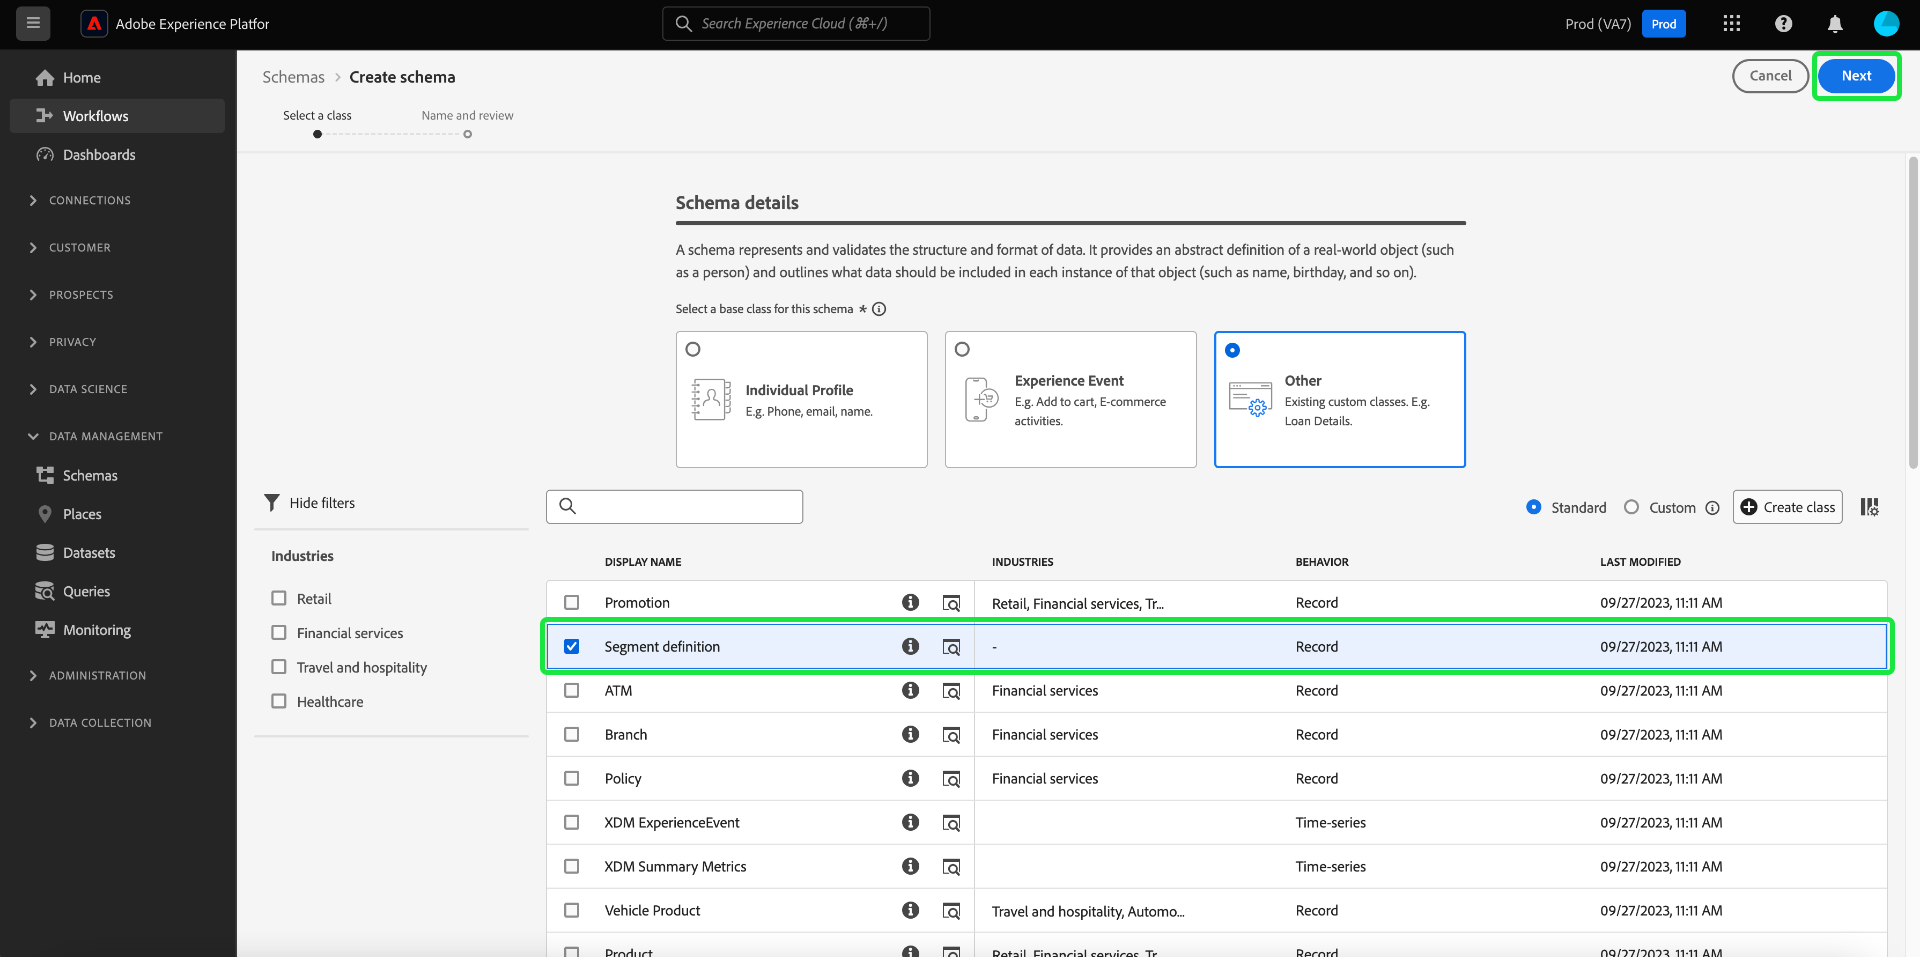 Adobe Experience Platfor
Search Experience Cloud (⌘+/)
Prod (VA7)
Prod
Home
Workflows
Dashboards
CONNECTIONS
CUSTOMER
PROSPECTS
PRIVACY
DATA SCIENCE
DATA MANAGEMENT
Schemas
Places
Datasets
Queries
Monitoring
ADMINISTRATION
DATA COLLECTION
Schemas > Create schema
Cancel
Next
Select a class
Name and review
Schema details
A schema represents and validates the structure and format of data. It provides an abstract definition of a real-world object (such
as a person) and outlines what data should be included in each instance of that object (such as name, birthday, and so on).
Select a base class for this schema *
Individual Profile
E.g. Phone, email, name.
Experience Event
E.g. Add to cart, E-commerce
activities.
Other
Existing custom classes. E.g.
Loan Details.
Hide filters
Industries
Retail
Financial services
Travel and hospitality
Healthcare
Standard
Custom
Create class
DISPLAY NAME INDUSTRIES BEHAVIOR LAST MODIFIED
Promotion Retail, Financial services, Tr... Record 09/27/2023, 11:11 AM
Segment definition - Record 09/27/2023, 11:11 AM
ATM Financial services Record 09/27/2023, 11:11 AM
Branch Financial services Record 09/27/2023, 11:11 AM
Policy Financial services Record 09/27/2023, 11:11 AM
XDM ExperienceEvent Time-series 09/27/2023, 11:11 AM
XDM Summary Metrics Time-series 09/27/2023, 11:11 AM
Vehicle Product Travel and hospitality, Automo... Record 09/27/2023, 11:11 AM
Product Retail, Financial services, Tr... Record 09/27/2023, 11:11 AM